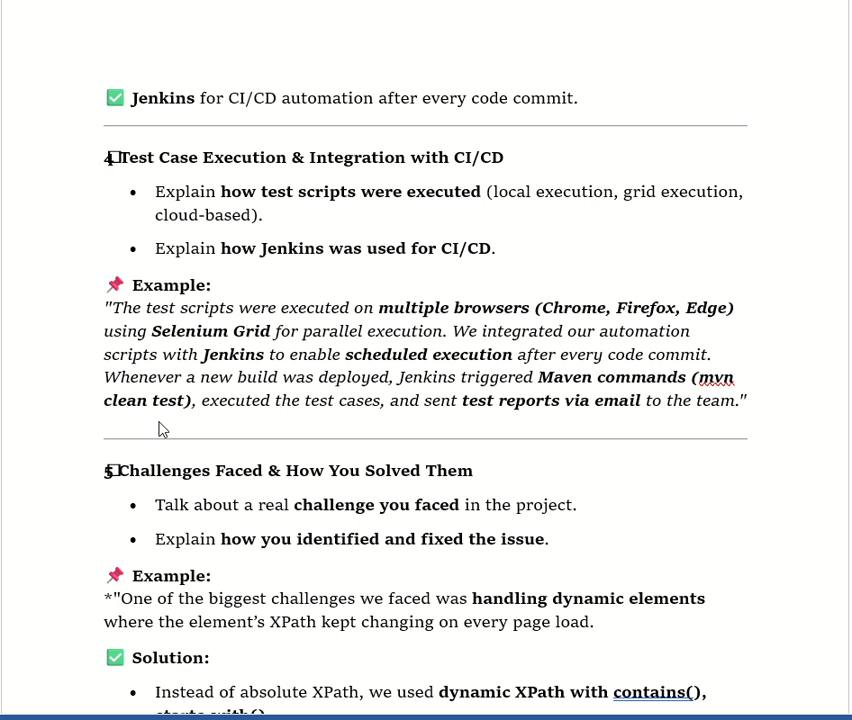 ✅ Jenkins for CI/CD automation after every code commit.
4 Test Case Execution & Integration with CI/CD
• Explain how test scripts were executed (local execution, grid execution,
cloud-based).
• Explain how Jenkins was used for CI/CD.
📌 Example:
"The test scripts were executed on multiple browsers (Chrome, Firefox, Edge)
using Selenium Grid for parallel execution. We integrated our automation
scripts with Jenkins to enable scheduled execution after every code commit.
Whenever a new build was deployed, Jenkins triggered Maven commands (mvn
clean test), executed the test cases, and sent test reports via email to the team."
5 Challenges Faced & How You Solved Them
• Talk about a real challenge you faced in the project.
• Explain how you identified and fixed the issue.
📌 Example:
*"One of the biggest challenges we faced was handling dynamic elements
where the element’s XPath kept changing on every page load.
✅ Solution:
• Instead of absolute XPath, we used dynamic XPath with contains(),